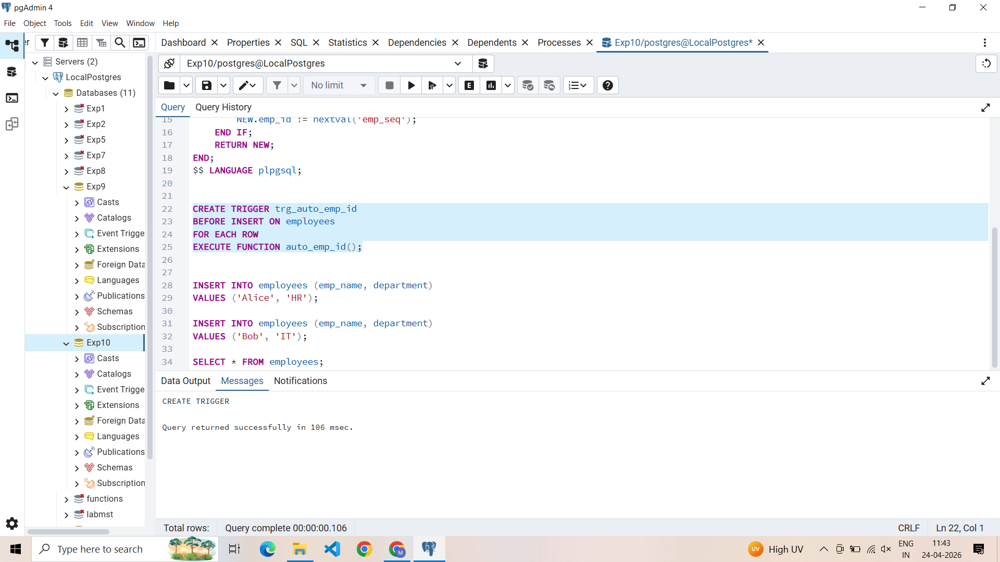 pgAdmin 4
File Object Tools Edit View Window Help
er
Dashboard Properties SQL Statistics Dependencies Dependents Processes Exp10/postgres@LocalPostgres*
Servers (2)
LocalPostgres
Databases (11)
Exp1
Exp2
Exp5
Exp7
Exp8
Exp9
Casts
Catalogs
Event Trigge
Extensions
Foreign Data
Languages
Publications
Schemas
Subscription
Exp10
Casts
Catalogs
Event Trigge
Extensions
Foreign Data
Languages
Publications
Schemas
Subscription
functions
labmst
Exp10/postgres@LocalPostgres
No limit
E
Query Query History
15 NEW.emp_id := nextval('emp_seq');
16 END IF;
17 RETURN NEW;
18 END;
19 $$ LANGUAGE plpgsql;
20
21
22 CREATE TRIGGER trg_auto_emp_id
23 BEFORE INSERT ON employees
24 FOR EACH ROW
25 EXECUTE FUNCTION auto_emp_id();
26
27
28 INSERT INTO employees (emp_name, department)
29 VALUES ('Alice', 'HR');
30
31 INSERT INTO employees (emp_name, department)
32 VALUES ('Bob', 'IT');
33
34 SELECT * FROM employees;
Data Output Messages Notifications
CREATE TRIGGER
Query returned successfully in 106 msec.
Total rows: Query complete 00:00:00.106 CRLF Ln 22, Col 1
Type here to search
M
UV High UV
ENG
IN
11:43
24-04-2026